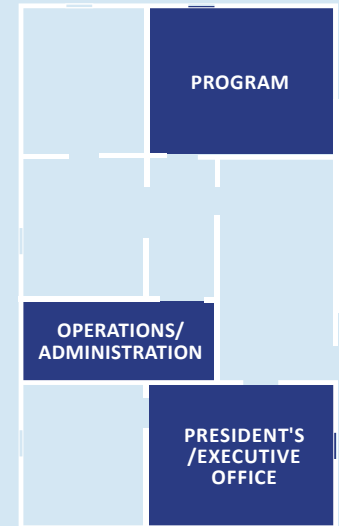 PROGRAM
OPERATIONS/
ADMINISTRATION
PRESIDENT'S
/EXECUTIVE
OFFICE